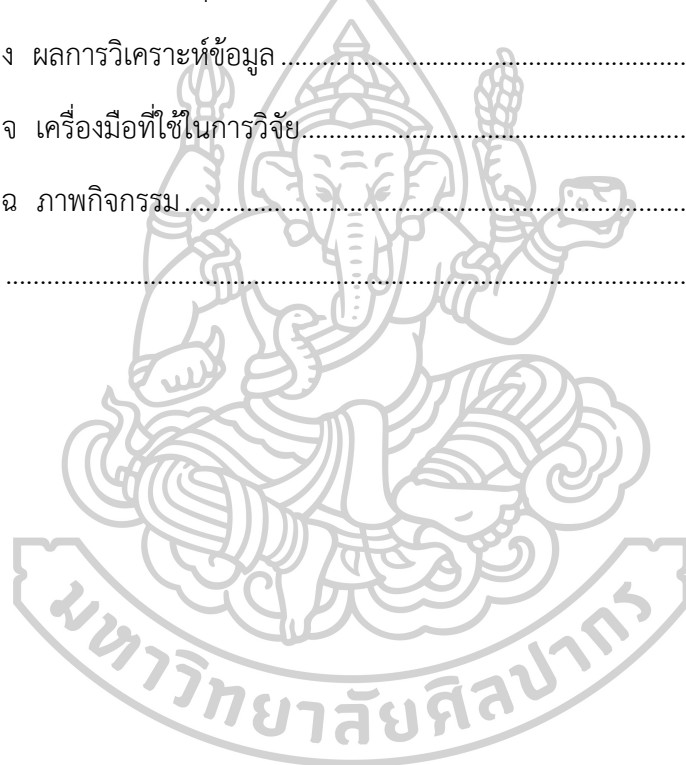 ง ผลการวิเคราะห์ข้อมูล ........................................................................
จ เครื่องมือที่ใช้ในการวิจัย.....................................................................
ฉ ภาพกิจกรรม .....................................................................................
................................................................................................................
มหาวิทยาลัยศิลปากร